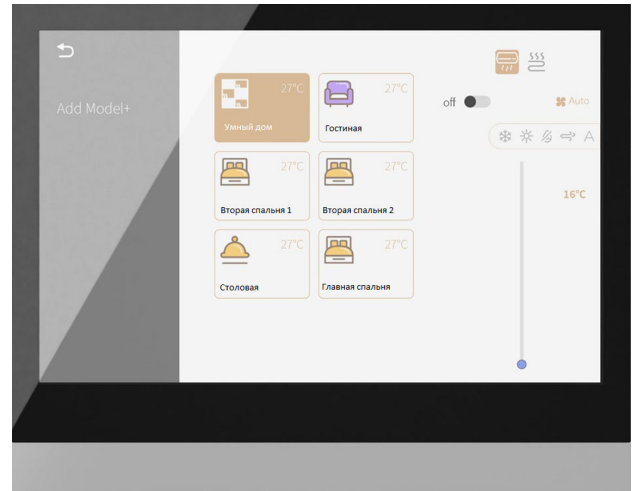 Add Model+
27°C
Умный дом
27°C
Гостиная
27°C
Вторая спальня 1
27°C
Вторая спальня 2
27°C
Столовая
27°C
Главная спальня
off
Auto
A
16°C